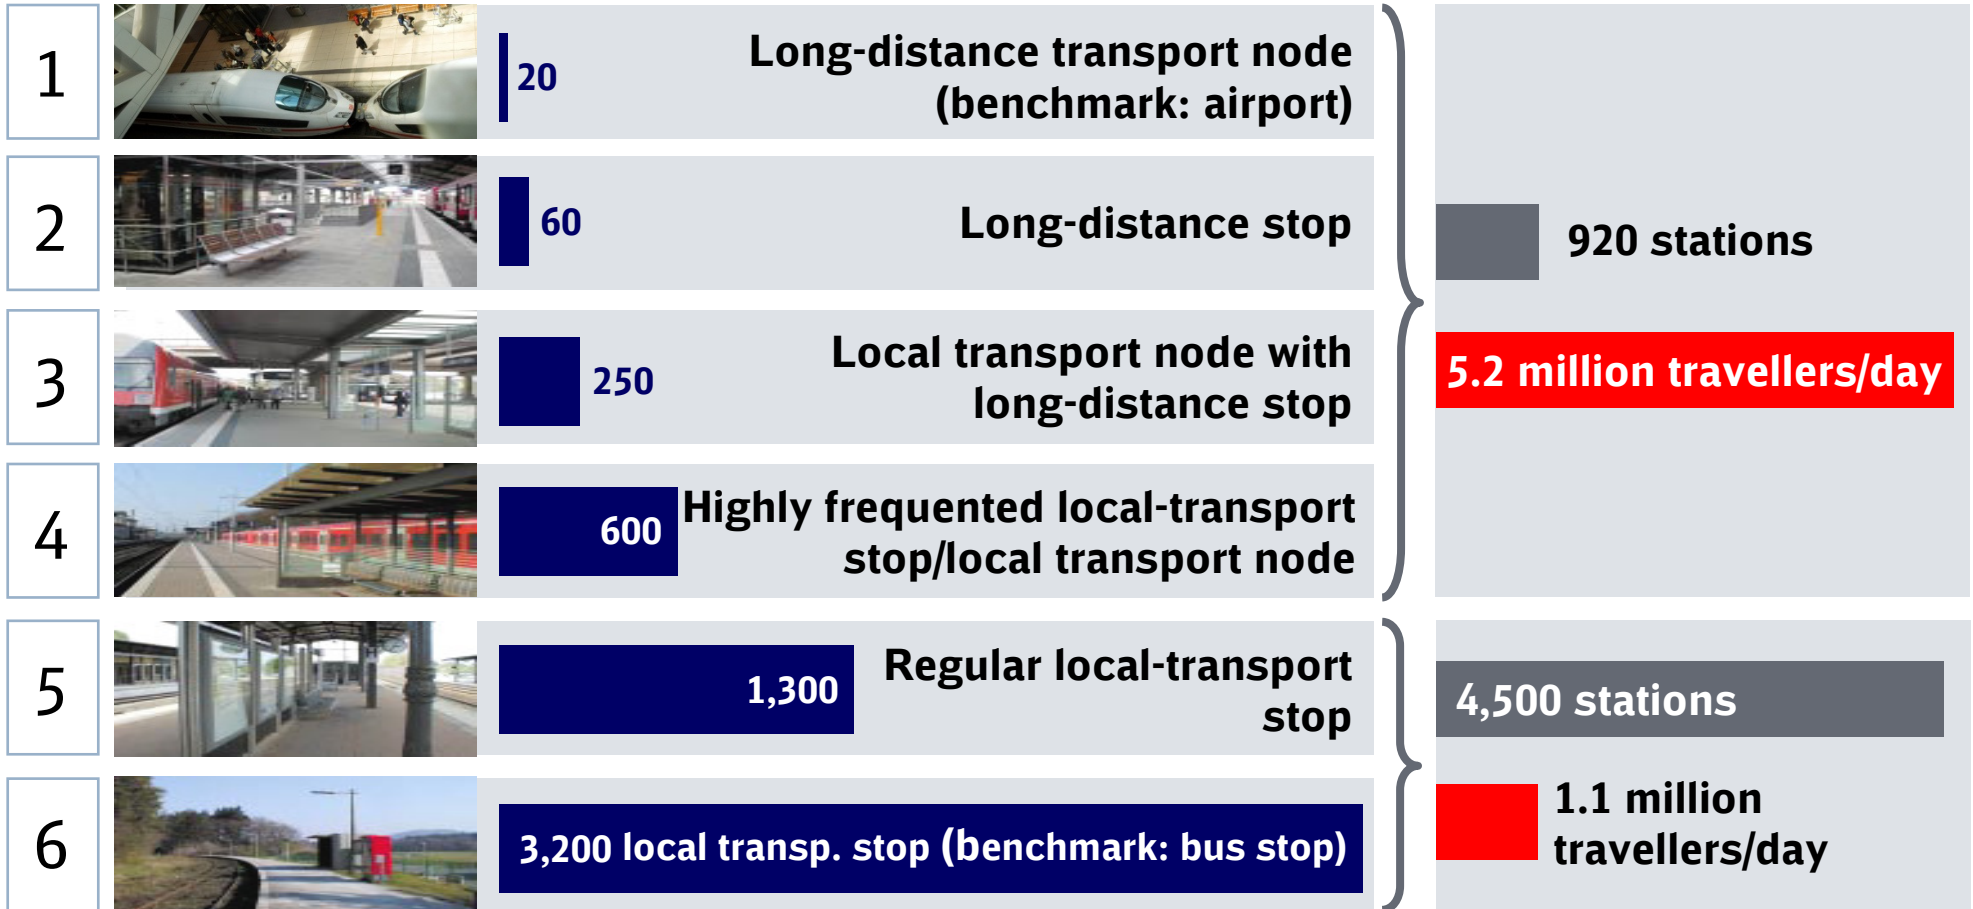 1
20
Long-distance transport node
(benchmark: airport)
2
60
Long-distance stop
3
250
Local transport node with
long-distance stop
4
600
Highly frequented local-transport
stop/local transport node
920 stations
5.2 million travellers/day
5
1,300
Regular local-transport
stop
6
3,200 local transp. stop (benchmark: bus stop)
4,500 stations
1.1 million
travellers/day